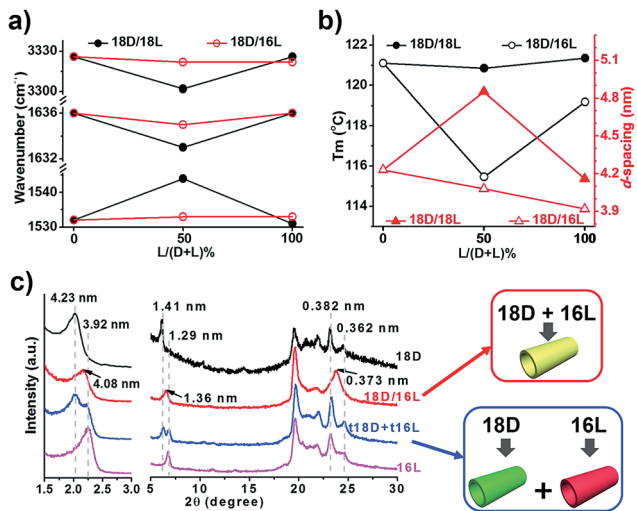 a)
18D/18L
18D/16L
3330
3300
1636
1632
1540
1530
Wavenumber (cm⁻¹)
0
50
100
L/(D+L)%
b)
18D/18L
18D/16L
122
120
118
116
114
Tm (°C)
5.1
4.8
4.5
4.2
3.9
d-spacing (nm)
18D/18L
18D/16L
0
50
100
L/(D+L)%
c)
4.23 nm
3.92 nm
4.08 nm
1.41 nm
1.29 nm
1.36 nm
0.382 nm
0.362 nm
0.373 nm
18D
18D/16L
t18D+t16L
16L
Intensity (a.u.)
1.5
2.0
2.5
3.0
5
10
15
20
25
30
2θ (degree)
18D + 16L
18D
16L
+